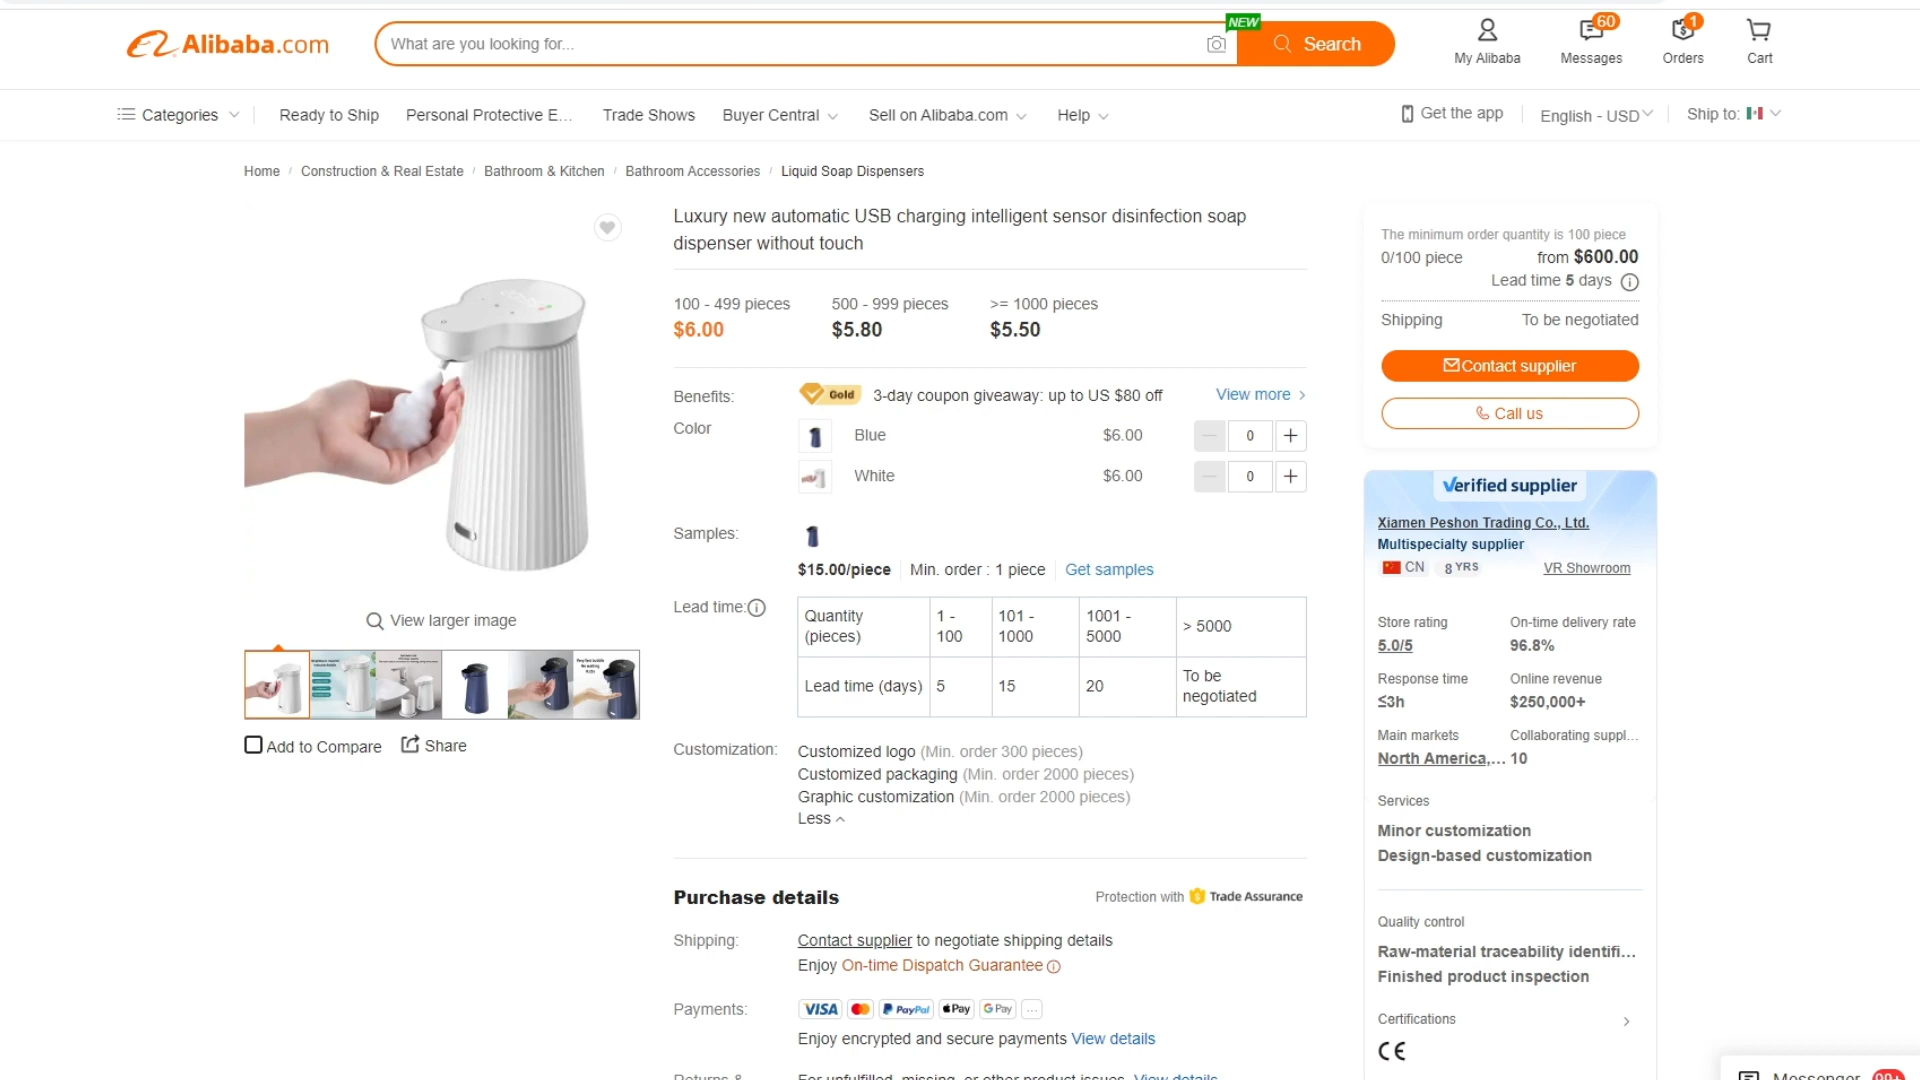 Alibaba.com
What are you looking for...
NEW
Search
My Alibaba
60
Messages
1
Orders
Cart
Categories
Ready to Ship
Personal Protective E...
Trade Shows
Buyer Central
Sell on Alibaba.com
Help
Get the app
English - USD
Ship to:
Home / Construction & Real Estate / Bathroom & Kitchen / Bathroom Accessories / Liquid Soap Dispensers
Luxury new automatic USB charging intelligent sensor disinfection soap
dispenser without touch
100 - 499 pieces
$6.00
500 - 999 pieces
$5.80
>= 1000 pieces
$5.50
Benefits:
Gold
3-day coupon giveaway: up to US $80 off
View more >
Color
Blue $6.00 0 +
White $6.00 0 +
Samples:
$15.00/piece Min. order : 1 piece Get samples
Lead time:
Quantity
(pieces)
1 -
100
101 -
1000
1001 -
5000
> 5000
Lead time (days) 5 15 20
To be
negotiated
View larger image
Add to Compare
Share
Customization:
Customized logo (Min. order 300 pieces)
Customized packaging (Min. order 2000 pieces)
Graphic customization (Min. order 2000 pieces)
Less
Purchase details
Protection with Trade Assurance
Shipping:
Contact supplier to negotiate shipping details
Enjoy On-time Dispatch Guarantee
Payments:
VISA PayPal Pay G Pay ...
Enjoy encrypted and secure payments View details
Returns &
For unfulfilled, missing, or other product issues. View details
The minimum order quantity is 100 piece
0/100 piece from $600.00
Lead time 5 days
Shipping To be negotiated
Contact supplier
Call us
Verified supplier
Xiamen Peshon Trading Co., Ltd.
Multispecialty supplier
CN 8 YRS VR Showroom
Store rating
5.0/5
On-time delivery rate
96.8%
Response time
≤3h
Online revenue
$250,000+
Main markets
North America,...
Collaborating suppl...
10
Services
Minor customization
Design-based customization
Quality control
Raw-material traceability identifi...
Finished product inspection
Certifications
CE
Messenger
99+